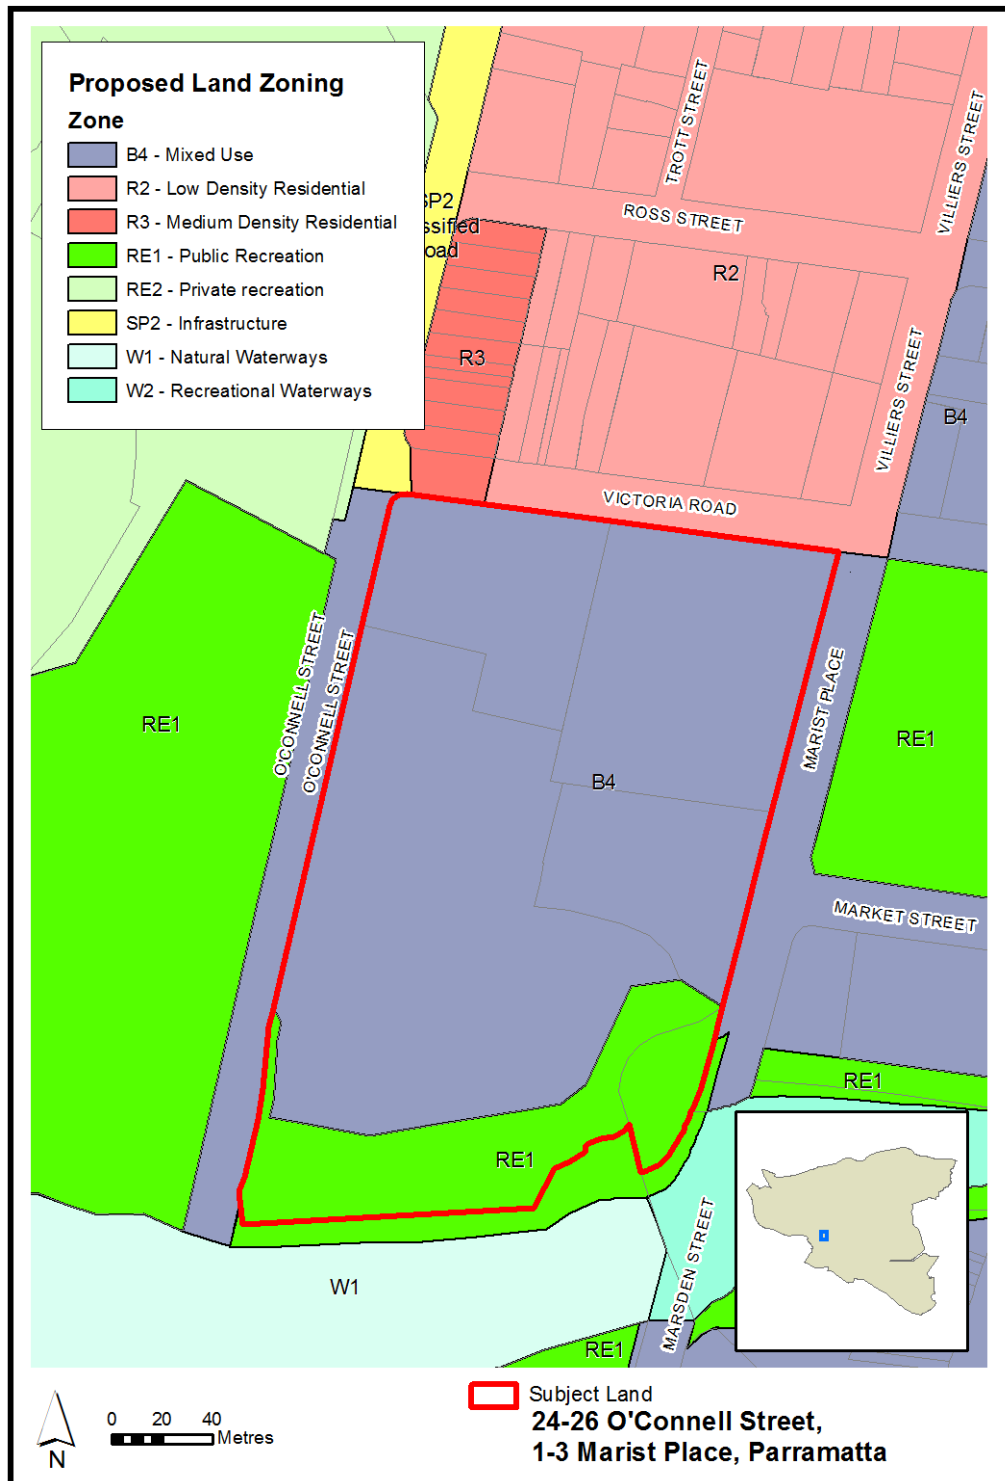 Proposed Land Zoning
Zone
B4 - Mixed Use
R2 - Low Density Residential
R3 - Medium Density Residential
RE1 - Public Recreation
RE2 - Private recreation
SP2 - Infrastructure
W1 - Natural Waterways
W2 - Recreational Waterways
TROTT STREET
VILLIERS STREET
SP2
ssified
oad
ROSS STREET
R2
R3
VILLIERS STREET
B4
VICTORIA ROAD
O'CONNELL STREET
O'CONNELL STREET
MARIST PLACE
RE1
RE1
B4
MARKET STREET
RE1
RE1
MARSDEN STREET
W1
RE1
N
0 20 40
Metres
Subject Land
24-26 O'Connell Street,
1-3 Marist Place, Parramatta